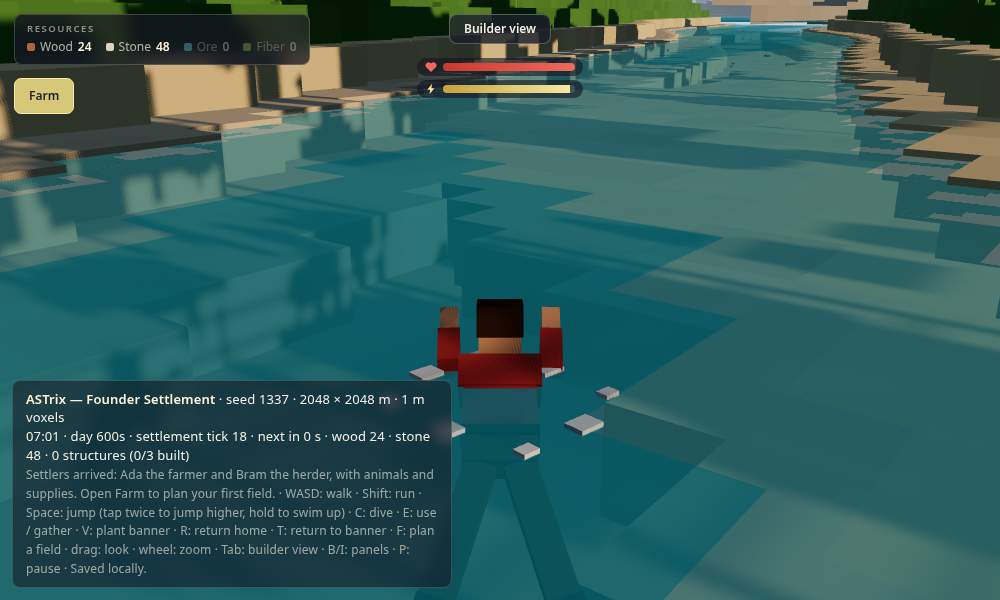 RESOURCES
Wood 24 Stone 48 Ore 0 Fiber 0
Builder view
Farm
ASTrix — Founder Settlement · seed 1337 · 2048 × 2048 m · 1 m
voxels
07:01 · day 600s · settlement tick 18 · next in 0 s · wood 24 · stone
48 · 0 structures (0/3 built)
Settlers arrived: Ada the farmer and Bram the herder, with animals and
supplies. Open Farm to plan your first field. · WASD: walk · Shift: run ·
Space: jump (tap twice to jump higher, hold to swim up) · C: dive · E: use
/ gather · V: plant banner · R: return home · T: return to banner · F: plan
a field · drag: look · wheel: zoom · Tab: builder view · B/I: panels · P:
pause · Saved locally.